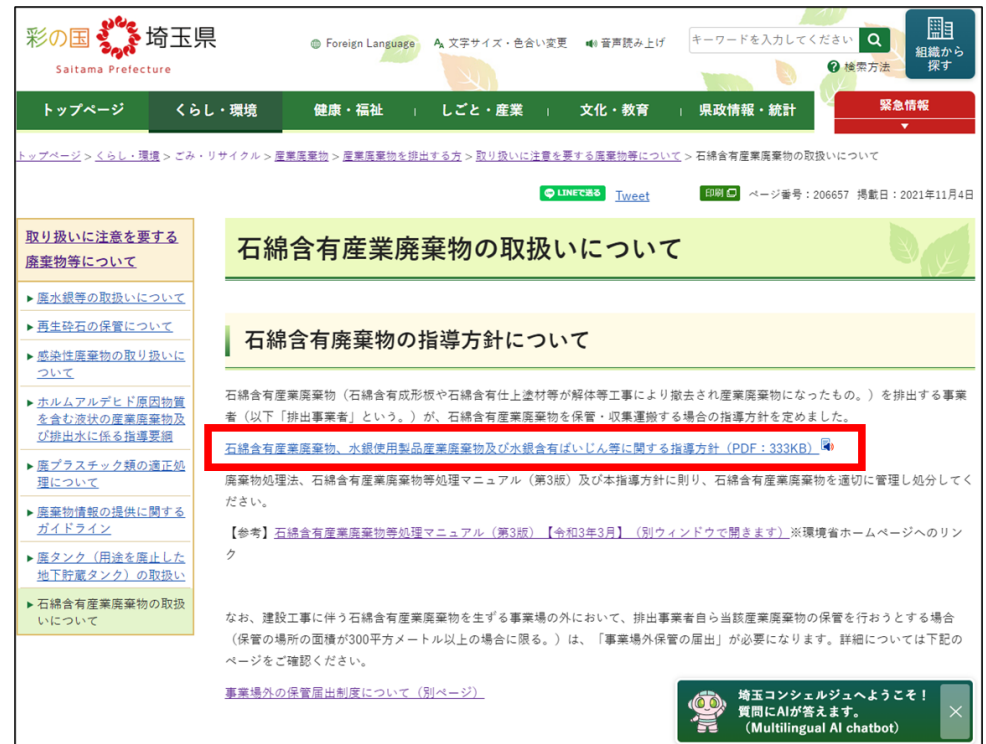 彩の国 埼玉県
Saitama Prefecture
Foreign Language
文字サイズ・色合い変更
音声読み上げ
キーワードを入力してください
検索方法
組織から
探す
トップページ
くらし・環境
健康・福祉
しごと・産業
文化・教育
県政情報・統計
緊急情報
トップページ > くらし・環境 > ごみ・リサイクル > 産業廃棄物 > 産業廃棄物を排出する方 > 取り扱いに注意を要する廃棄物等について > 石綿含有産業廃棄物の取扱いについて
LINEで送る
Tweet
印刷
ページ番号：206657
掲載日：2021年11月4日
取り扱いに注意を要する
廃棄物等について
廃水銀等の取扱いについて
再生砕石の保管について
感染性廃棄物の取り扱いに
ついて
ホルムアルデヒド原因物質
を含む液状の産業廃棄物及
び排出水に係る指導要綱
廃プラスチック類の適正処
理について
廃棄物情報の提供に関する
ガイドライン
廃タンク（用途を廃止した
地下貯蔵タンク）の取扱い
石綿含有産業廃棄物の取扱
いについて
石綿含有産業廃棄物の取扱いについて
石綿含有廃棄物の指導方針について
石綿含有産業廃棄物（石綿含有成形板や石綿含有仕上塗材等が解体等工事により撤去され産業廃棄物になったもの。）を排出する事業
者（以下「排出事業者」という。）が、石綿含有産業廃棄物を保管・収集運搬する場合の指導方針を定めました。
石綿含有産業廃棄物、水銀使用製品産業廃棄物及び水銀含有ばいじん等に関する指導方針（PDF：333KB）
廃棄物処理法、石綿含有産業廃棄物等処理マニュアル（第3版）及び本指導方針に則り、石綿含有産業廃棄物を適切に管理し処分してく
ださい。
【参考】石綿含有産業廃棄物等処理マニュアル（第3版）【令和3年3月】（別ウィンドウで開きます）※環境省ホームページへのリン
ク
なお、建設工事に伴う石綿含有産業廃棄物を生ずる事業場の外において、排出事業者自ら当該産業廃棄物の保管を行おうとする場合
（保管の場所の面積が300平方メートル以上の場合に限る。）は、「事業場外保管の届出」が必要になります。詳細については下記の
ページをご確認ください。
事業場外の保管届出制度について（別ページ）
埼玉コンシェルジュへようこそ！
質問にAIが答えます。
（Multilingual AI chatbot）